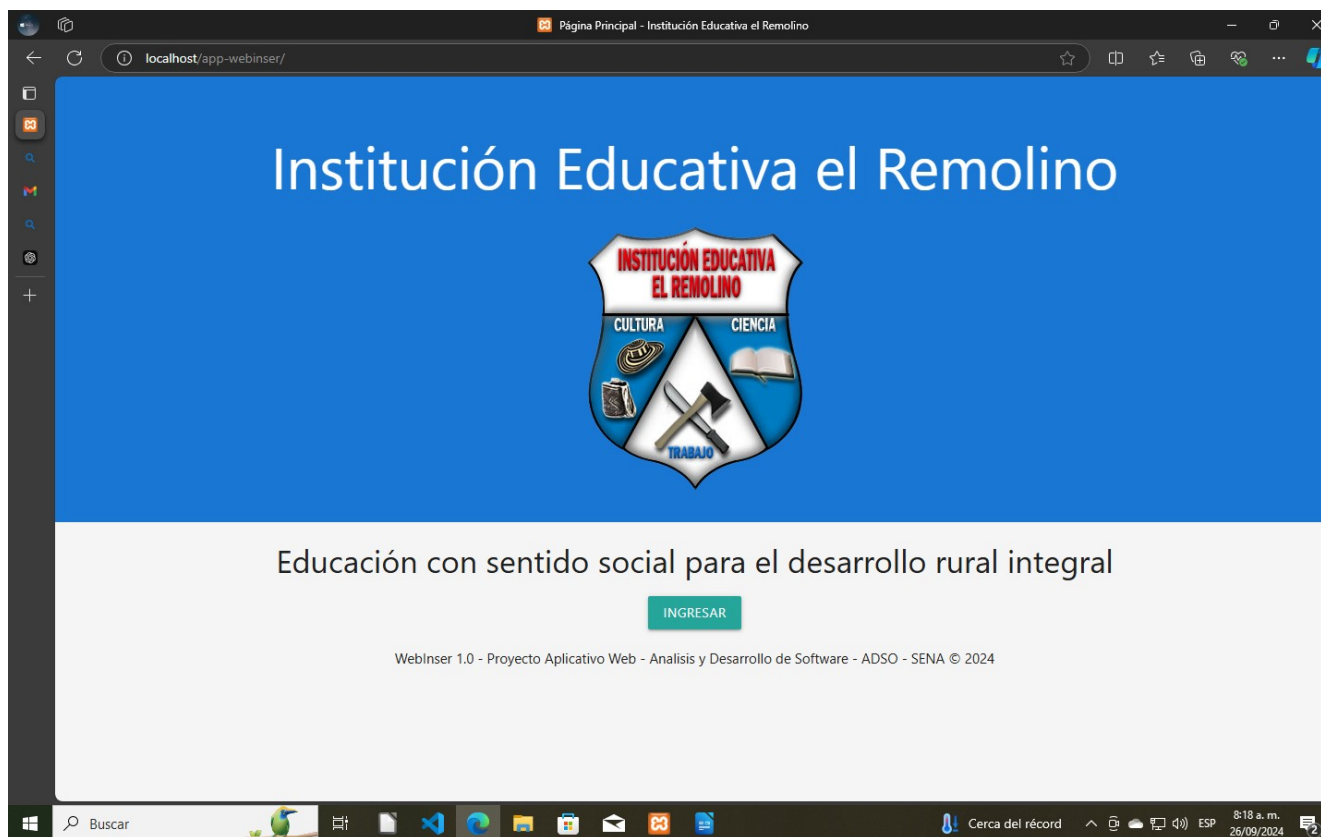 Página Principal - Institución Educativa el Remolino
localhost/app-webinser/
Institución Educativa el Remolino
INSTITUCIÓN EDUCATIVA
EL REMOLINO
CULTURA
CIENCIA
TRABAJO
Educación con sentido social para el desarrollo rural integral
INGRESAR
WebInser 1.0 - Proyecto Aplicativo Web - Analisis y Desarrollo de Software - ADSO - SENA © 2024
Buscar
Cerca del récord
ESP
8:18 a. m.
26/09/2024
2